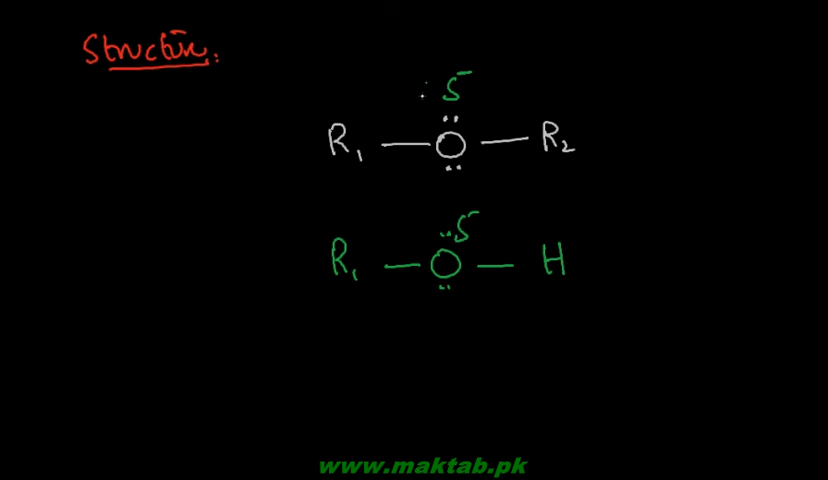 Structure:
δ-
R1 — O — R2
δ-
R1 — O — H
www.maktab.pk